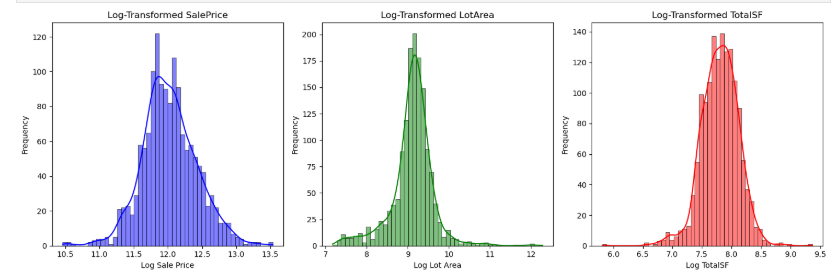 Log-Transformed SalePrice
Frequency
120
100
80
60
40
20
0
10.5 11.0 11.5 12.0 12.5 13.0 13.5
Log Sale Price
Log-Transformed LotArea
Frequency
200
175
150
125
100
75
50
25
0
7 8 9 10 11 12
Log Lot Area
Log-Transformed TotalSF
Frequency
140
120
100
80
60
40
20
0
6.0 6.5 7.0 7.5 8.0 8.5 9.0 9.5
Log TotalSF